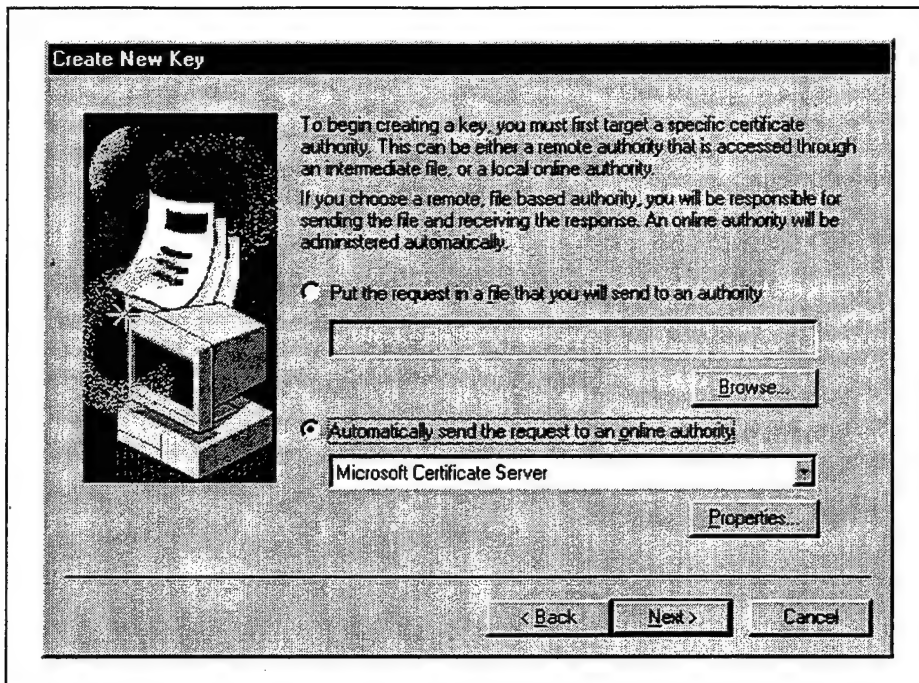 Create New Key
To begin creating a key, you must first target a specific certificate
authority. This can be either a remote authority that is accessed through
an intermediate file, or a local online authority.
If you choose a remote, file based authority, you will be responsible for
sending the file and receiving the response. An online authority will be
administered automatically.
Put the request in a file that you will send to an authority
Browse...
Automatically send the request to an online authority
Microsoft Certificate Server
Properties...
< Back Next > Cancel